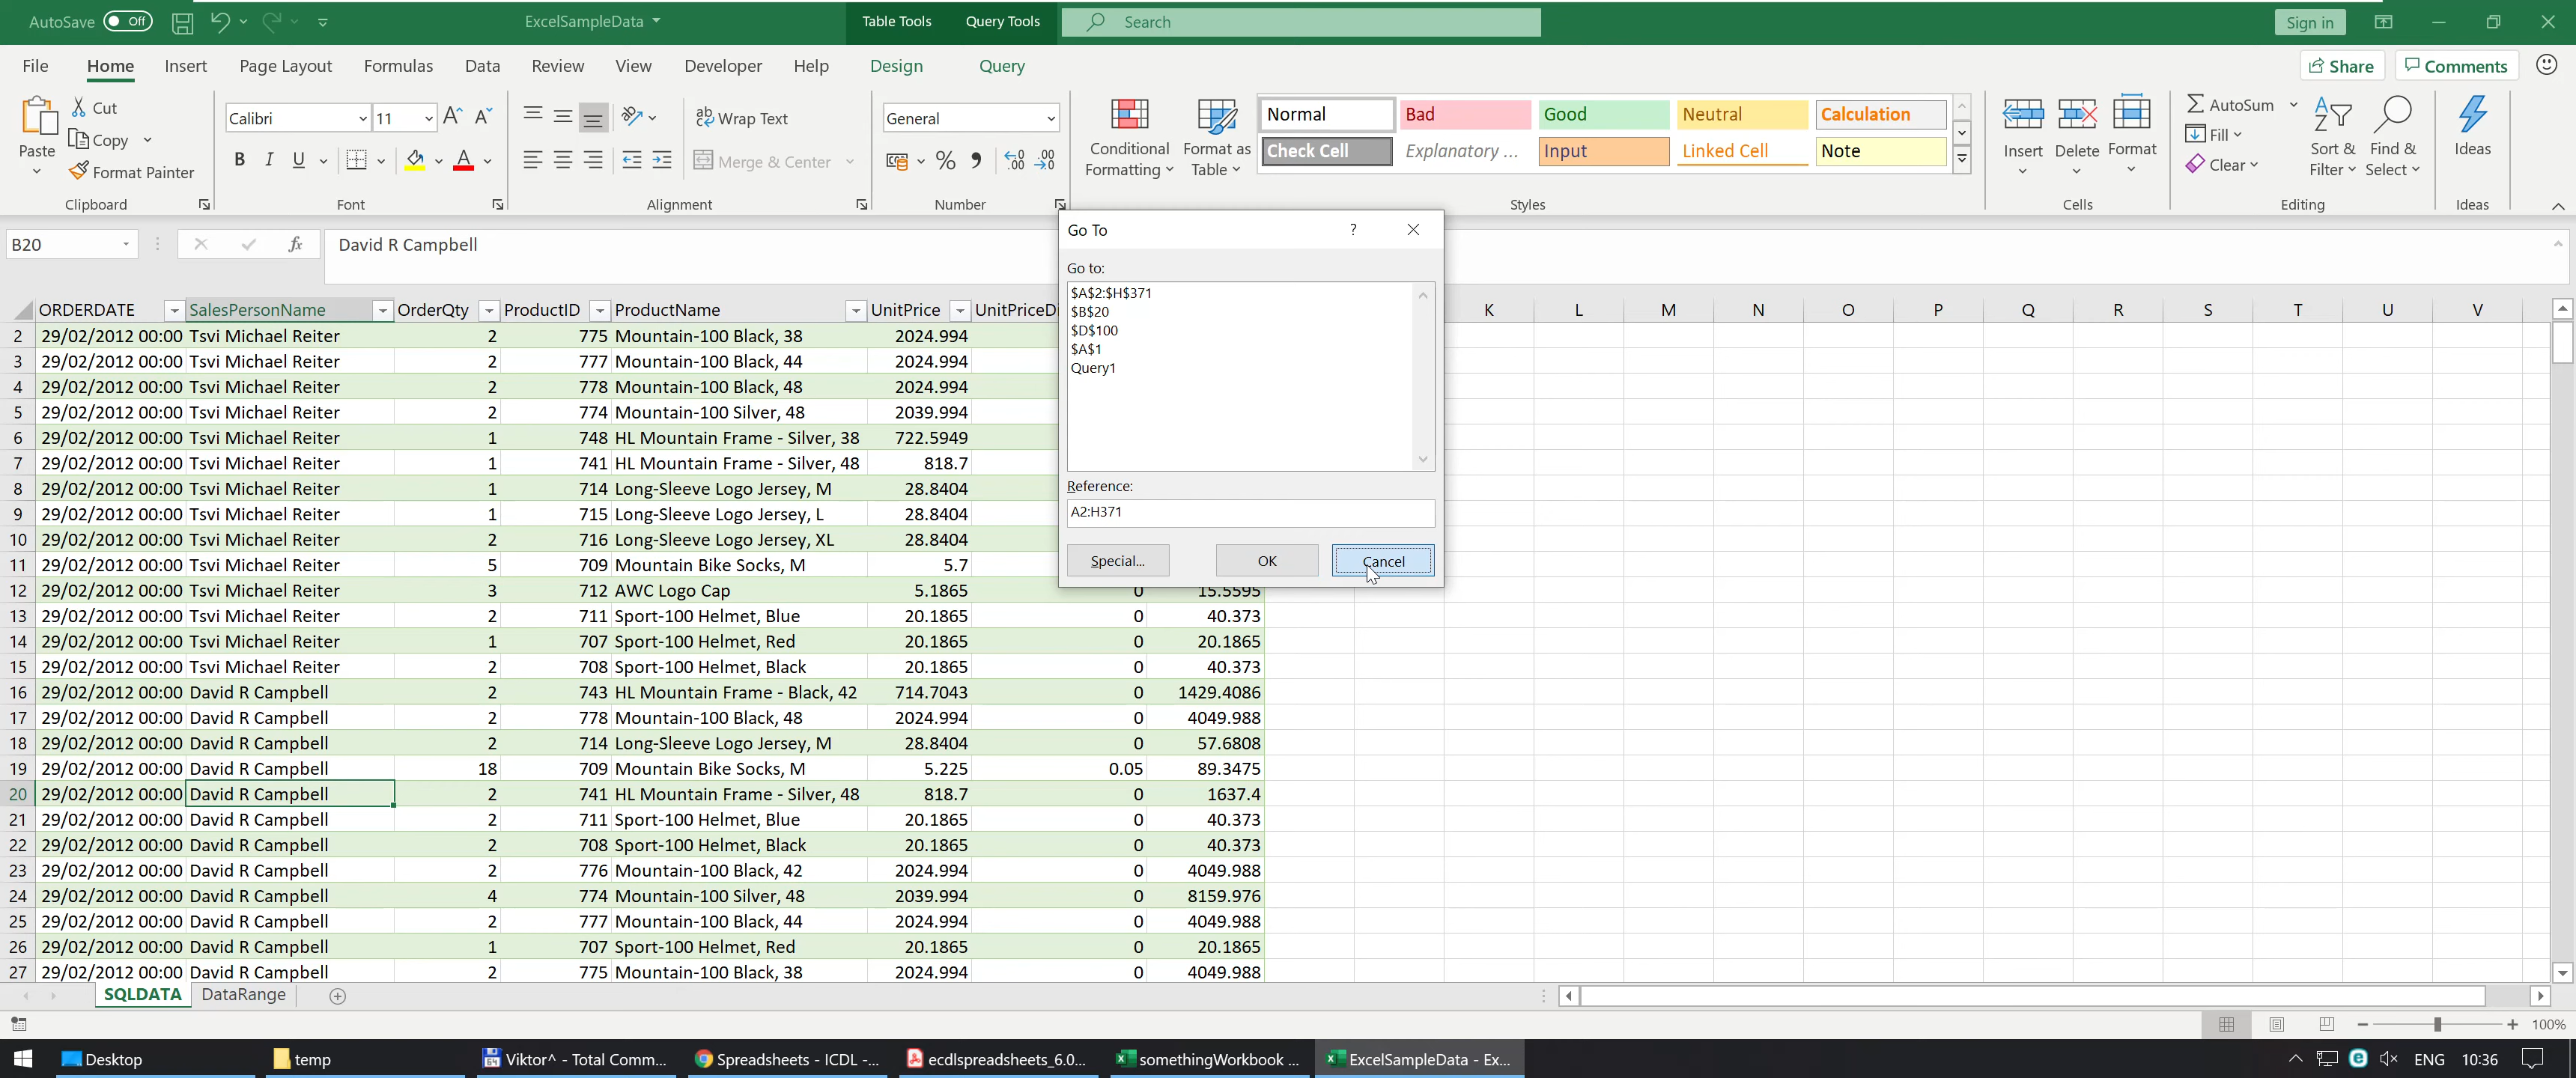 AutoSave Off ExcelSampleData Table Tools Query Tools Search Sign in
File Home Insert Page Layout Formulas Data Review View Developer Help Design Query Share Comments
Paste Cut Copy Format Painter Clipboard
Calibri 11 B I U A Font
ab Wrap Text Merge & Center Alignment
General % Number
Conditional Formatting Format as Table
Normal Bad Good Neutral Calculation
Check Cell Explanatory ... Input Linked Cell Note
Styles
Insert Delete Format Cells
AutoSum Fill Clear Sort & Filter Find & Select Editing
Ideas Ideas
B20 fx David R Campbell
Go To ?
Go to:
$A$2:$H$371
$B$20
$D$100
$A$1
Query1
Reference:
A2:H371
Special... OK Cancel
ORDERDATE SalesPersonName OrderQty ProductID ProductName UnitPrice UnitPriceDi K L M N O P Q R S T U V
2 29/02/2012 00:00 Tsvi Michael Reiter 2 775 Mountain-100 Black, 38 2024.994
3 29/02/2012 00:00 Tsvi Michael Reiter 2 777 Mountain-100 Black, 44 2024.994
4 29/02/2012 00:00 Tsvi Michael Reiter 2 778 Mountain-100 Black, 48 2024.994
5 29/02/2012 00:00 Tsvi Michael Reiter 2 774 Mountain-100 Silver, 48 2039.994
6 29/02/2012 00:00 Tsvi Michael Reiter 1 748 HL Mountain Frame - Silver, 38 722.5949
7 29/02/2012 00:00 Tsvi Michael Reiter 1 741 HL Mountain Frame - Silver, 48 818.7
8 29/02/2012 00:00 Tsvi Michael Reiter 1 714 Long-Sleeve Logo Jersey, M 28.8404
9 29/02/2012 00:00 Tsvi Michael Reiter 1 715 Long-Sleeve Logo Jersey, L 28.8404
10 29/02/2012 00:00 Tsvi Michael Reiter 2 716 Long-Sleeve Logo Jersey, XL 28.8404
11 29/02/2012 00:00 Tsvi Michael Reiter 5 709 Mountain Bike Socks, M 5.7
12 29/02/2012 00:00 Tsvi Michael Reiter 3 712 AWC Logo Cap 5.1865 0 15.5595
13 29/02/2012 00:00 Tsvi Michael Reiter 2 711 Sport-100 Helmet, Blue 20.1865 0 40.373
14 29/02/2012 00:00 Tsvi Michael Reiter 1 707 Sport-100 Helmet, Red 20.1865 0 20.1865
15 29/02/2012 00:00 Tsvi Michael Reiter 2 708 Sport-100 Helmet, Black 20.1865 0 40.373
16 29/02/2012 00:00 David R Campbell 2 743 HL Mountain Frame - Black, 42 714.7043 0 1429.4086
17 29/02/2012 00:00 David R Campbell 2 778 Mountain-100 Black, 48 2024.994 0 4049.988
18 29/02/2012 00:00 David R Campbell 2 714 Long-Sleeve Logo Jersey, M 28.8404 0 57.6808
19 29/02/2012 00:00 David R Campbell 18 709 Mountain Bike Socks, M 5.225 0.05 89.3475
20 29/02/2012 00:00 David R Campbell 2 741 HL Mountain Frame - Silver, 48 818.7 0 1637.4
21 29/02/2012 00:00 David R Campbell 2 711 Sport-100 Helmet, Blue 20.1865 0 40.373
22 29/02/2012 00:00 David R Campbell 2 708 Sport-100 Helmet, Black 20.1865 0 40.373
23 29/02/2012 00:00 David R Campbell 2 776 Mountain-100 Black, 42 2024.994 0 4049.988
24 29/02/2012 00:00 David R Campbell 4 774 Mountain-100 Silver, 48 2039.994 0 8159.976
25 29/02/2012 00:00 David R Campbell 2 777 Mountain-100 Black, 44 2024.994 0 4049.988
26 29/02/2012 00:00 David R Campbell 1 707 Sport-100 Helmet, Red 20.1865 0 20.1865
27 29/02/2012 00:00 David R Campbell 2 775 Mountain-100 Black, 38 2024.994 0 4049.988
SQLDATA DataRange
100%
Desktop temp Viktor^ - Total Comm... Spreadsheets - ICDL -... ecdlspreadsheets_6.0... somethingWorkbook ... ExcelSampleData - Ex... ENG 10:36